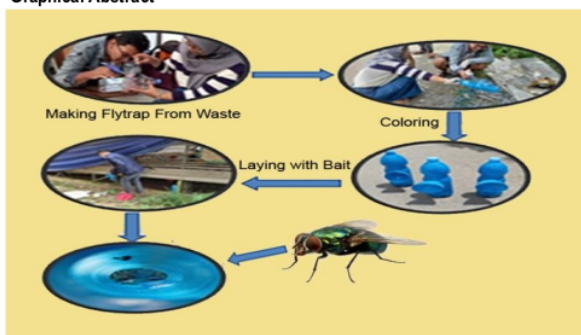 Graphical Abstract
Making Flytrap From Waste
Coloring
Laying with Bait